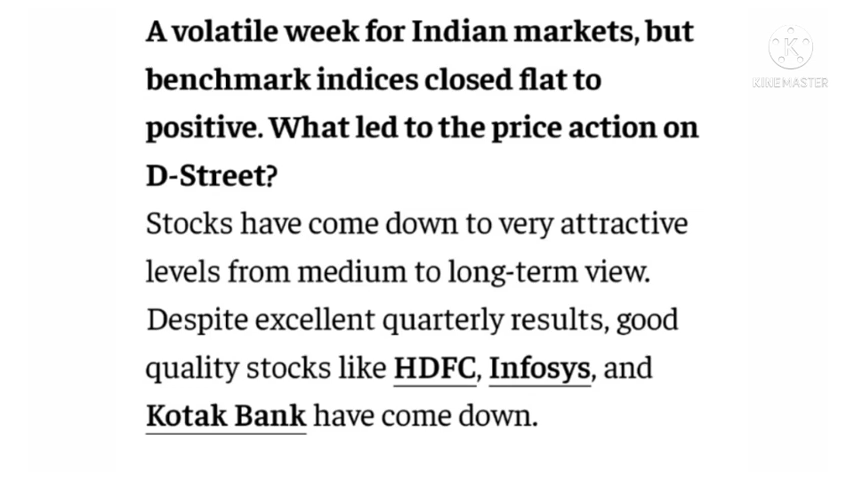 A volatile week for Indian markets, but
benchmark indices closed flat to
positive. What led to the price action on
D-Street?
Stocks have come down to very attractive
levels from medium to long-term view.
Despite excellent quarterly results, good
quality stocks like HDFC, Infosys, and
Kotak Bank have come down.
K
KINEMASTER